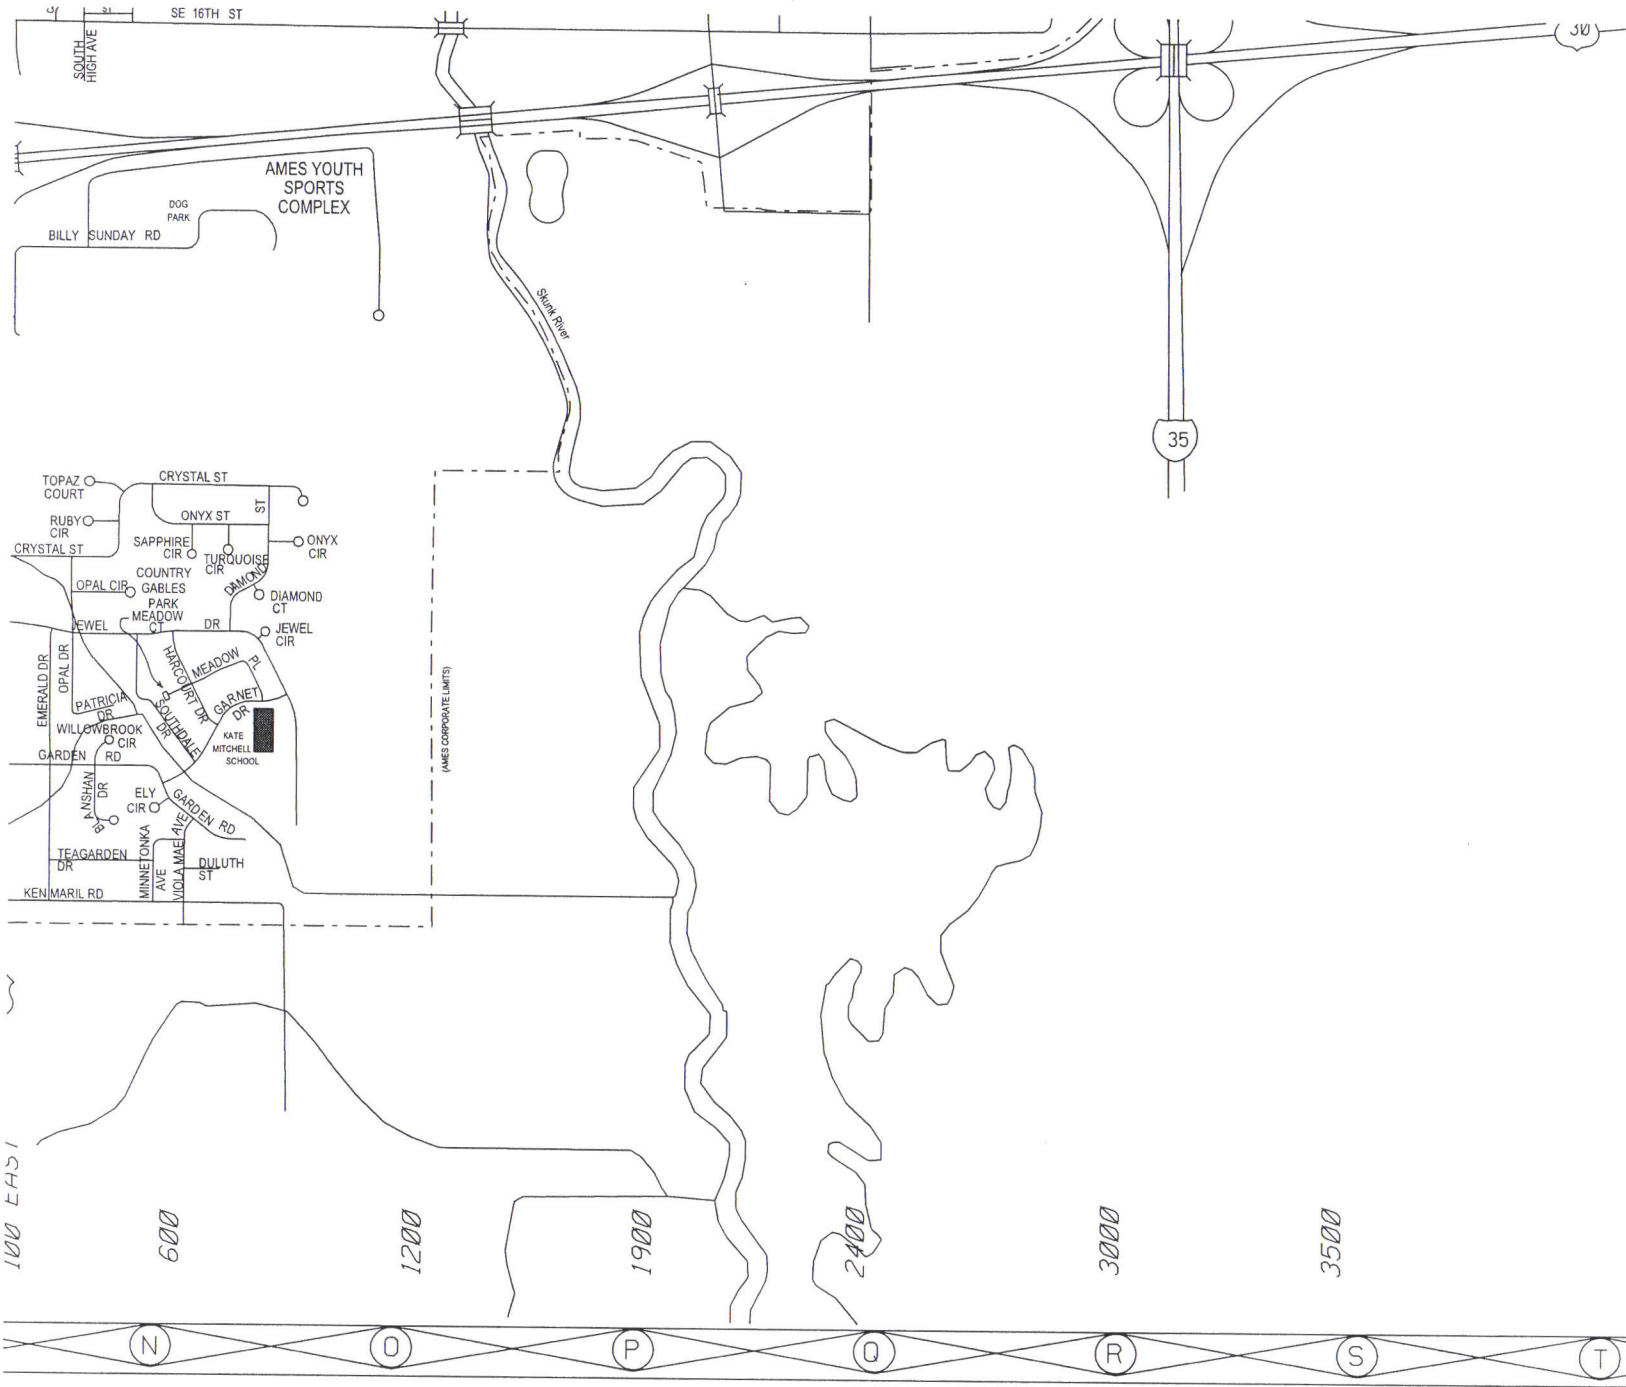 ST
SE 16TH ST
30
SOUTH
HIGH AVE
AMES YOUTH
SPORTS
COMPLEX
DOG
PARK
BILLY SUNDAY RD
Skunk River
35
TOPAZ
COURT
CRYSTAL ST
RUBY
CIR
ONYX ST
ST
CRYSTAL ST
SAPPHIRE
CIR
TURQUOISE
CIR
ONYX
CIR
OPAL CIR
COUNTRY
GABLES
PARK
DIAMOND
DIAMOND
CT
MEADOW
CT
JEWEL DR
JEWEL
CIR
EMERALD DR
OPAL DR
HARCOURT DR
MEADOW PL
PATRICIA
DR
SOUTHDALE
DR
GARNET
DR
WILLOWBROOK
CIR
KATE
MITCHELL
SCHOOL
GARDEN RD
(AMES CORPORATE LIMITS)
BLANSHAN
DR
ELY
CIR
GARDEN RD
TEAGARDEN
DR
MINNETONKA
AVE
VIOLA MAE AVE
DULUTH
ST
KEN MARIL RD
100 EAST
600
1200
1900
2400
3000
3500
N
O
P
Q
R
S
T